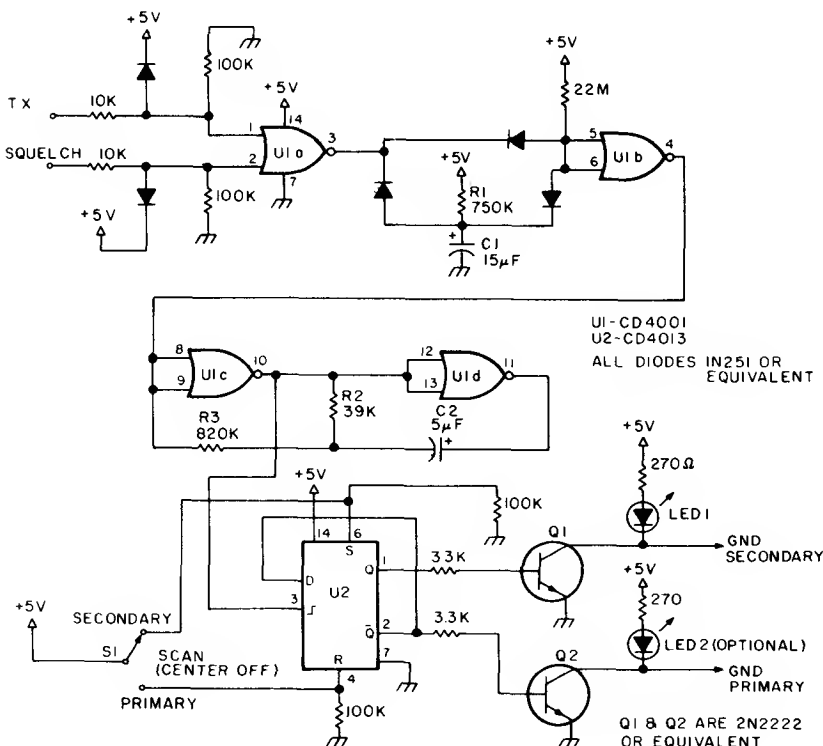 +5V
100K
TX
10K
+5V
1
14
3
U1a
SQUELCH
10K
2
7
100K
+5V
+5V
R1
750K
C1
+
15µF
+5V
22M
5
6
U1b
4
U1-CD4001
U2-CD4013
ALL DIODES IN251 OR
EQUIVALENT
8
9
U1c
10
12
13
U1d
11
R2
39K
R3
820K
C2
5µF
+
+5V
14
6
S
100K
D
U2
3
Q
1
3.3K
Q1
Q̅
2
3.3K
Q2
7
R
4
100K
+5V
SECONDARY
S1
SCAN
(CENTER OFF)
PRIMARY
+5V
270Ω
LED1
GND
SECONDARY
+5V
270
LED2(OPTIONAL)
GND
PRIMARY
Q1 & Q2 ARE 2N2222
OR EQUIVALENT